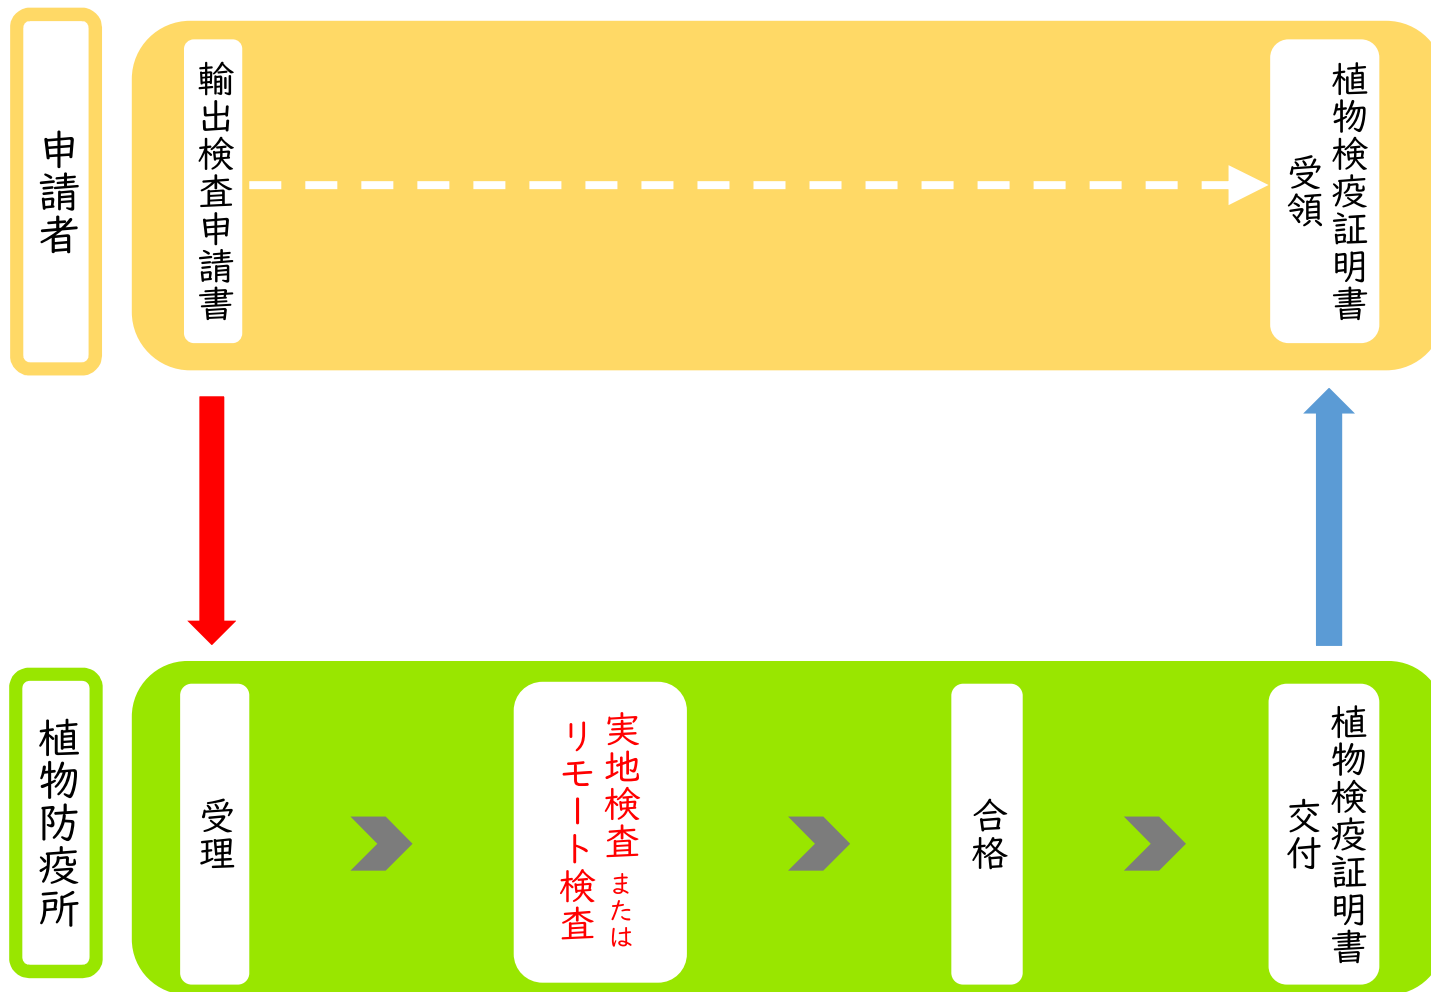 申請者
輸出検査申請書
植物検疫証明書
受領
植物防疫所
受理
実地検査または
リモート検査
合格
植物検疫証明書
交付